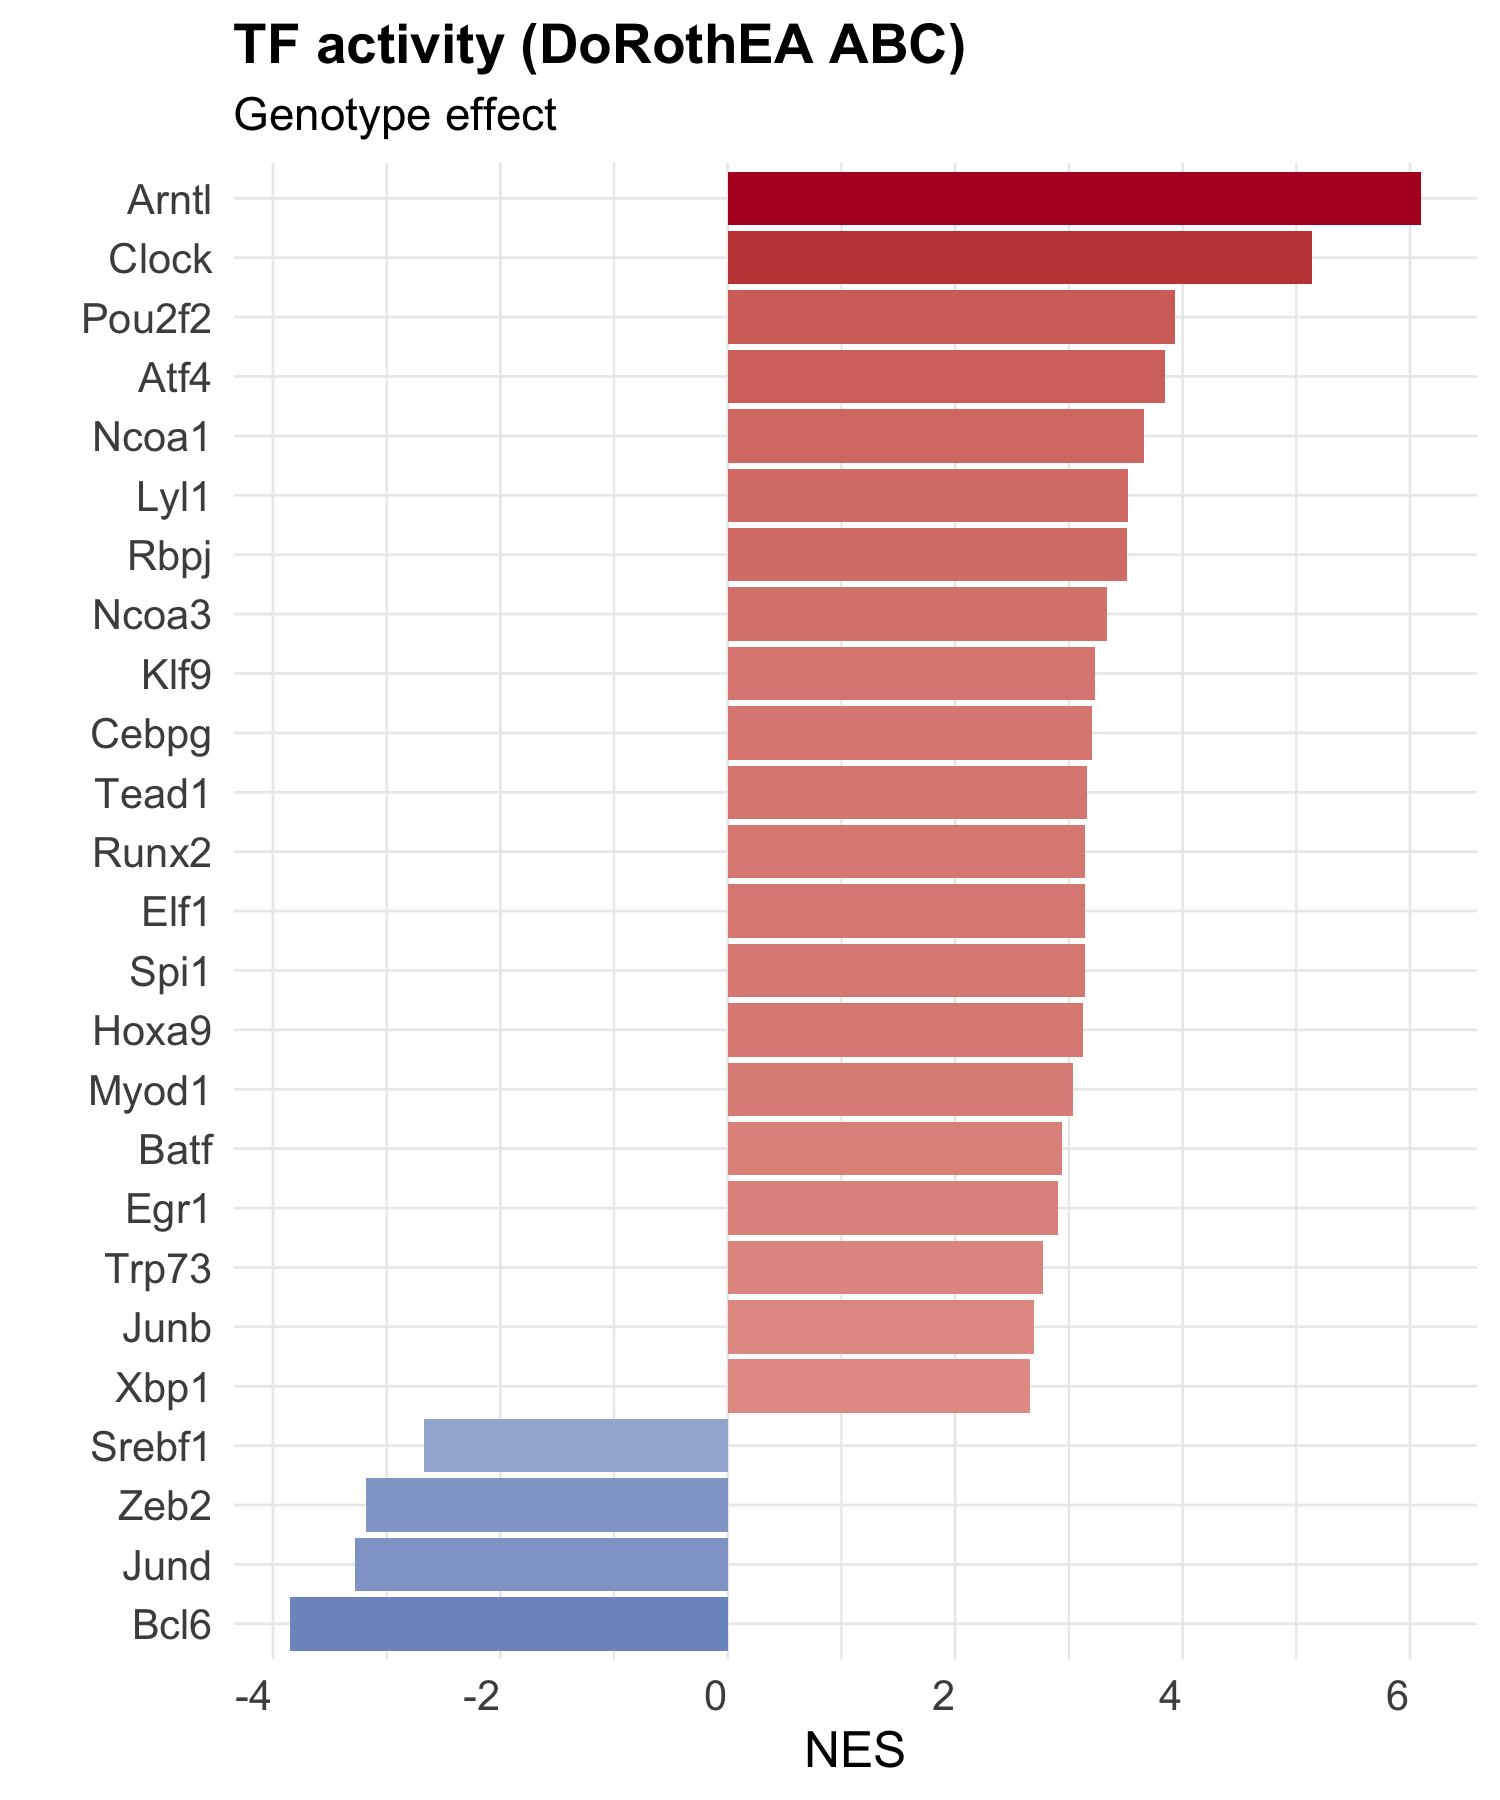 TF activity (DoRothEA ABC)
Genotype effect
Arntl
Clock
Pou2f2
Atf4
Ncoa1
Lyl1
Rbpj
Ncoa3
Klf9
Cebpg
Tead1
Runx2
Elf1
Spi1
Hoxa9
Myod1
Batf
Egr1
Trp73
Junb
Xbp1
Srebf1
Zeb2
Jund
Bcl6
-4 -2 0 2 4 6
NES